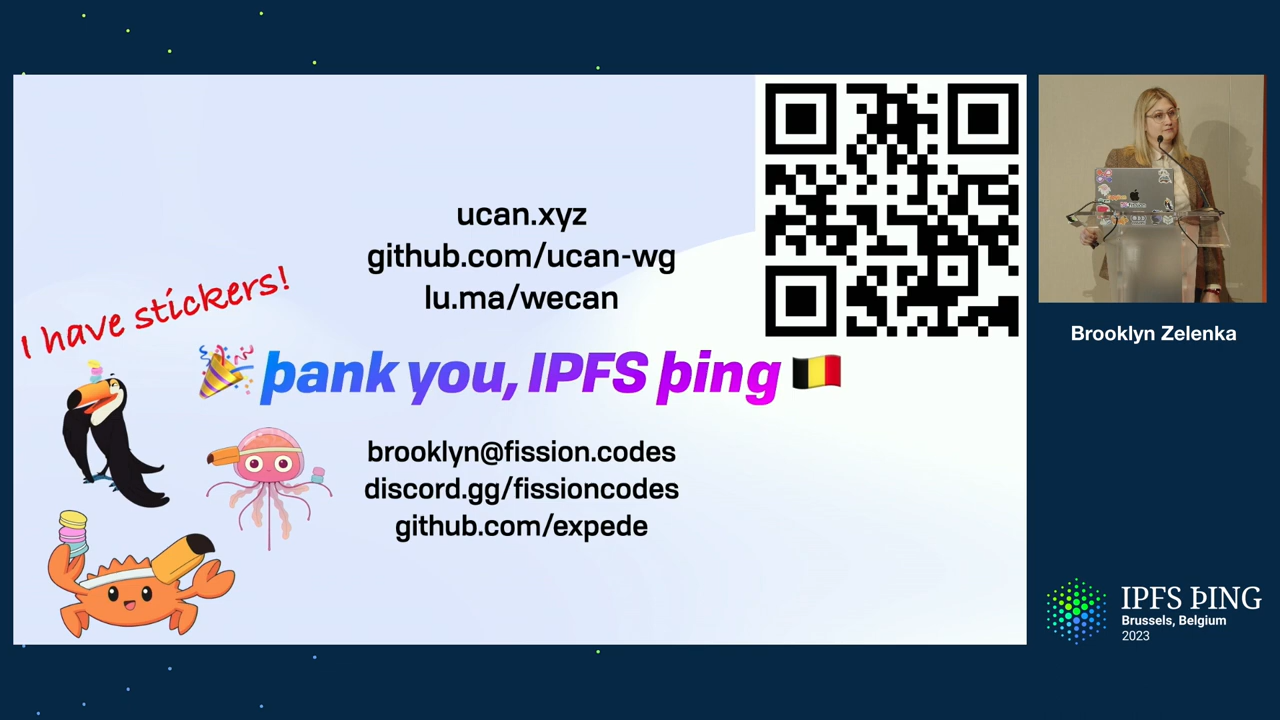 ucan.xyz
github.com/ucan-wg
lu.ma/wecan
I have stickers!
þank you, IPFS þing
brooklyn@fission.codes
discord.gg/fissioncodes
github.com/expede
Brooklyn Zelenka
IPFS ÞING
Brussels, Belgium
2023